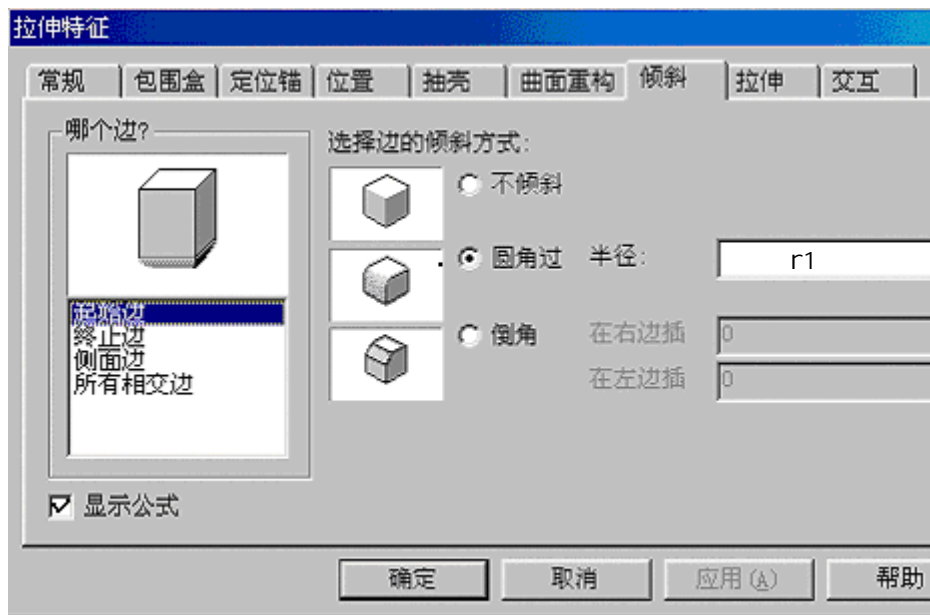 拉伸特征
常规 包围盒 定位锚 位置 抽壳 曲面重构 倾斜 拉伸 交互
哪个边?
选择边的倾斜方式:
不倾斜
圆角过 半径: r1
起始边
终止边
侧面边
所有相交边
倒角 在右边插 0
在左边插 0
显示公式
确定 取消 应用(A) 帮助